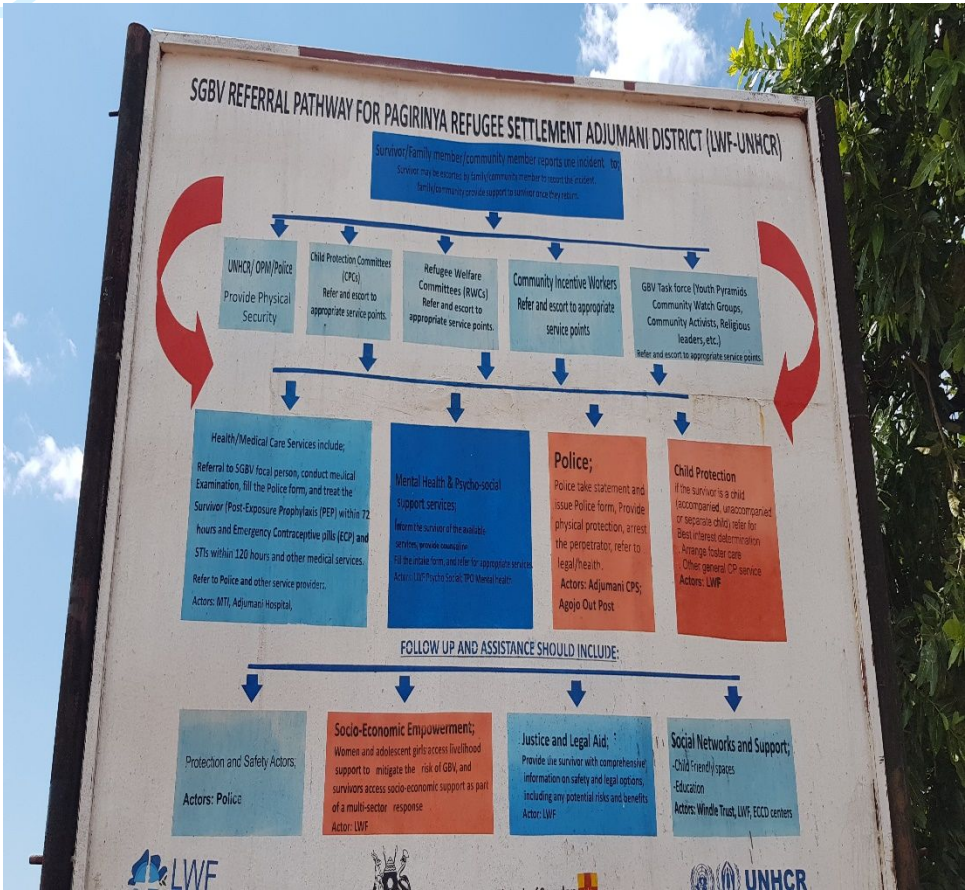 SGBV REFERRAL PATHWAY FOR PAGIRINYA REFUGEE SETTLEMENT ADJUMANI DISTRICT (LWF-UNHCR)
Survivor/Family member/community member reports the incident to;
Survivor may be escorted by family/community member to report the incident.
family/community provide support to survivor once they return.
UNHCR/ OPM/Police
Provide Physical
Security
Child Protection Committees
(CPCs)
Refer and escort to
appropriate service points.
Refugee Welfare
Committees (RWCs)
Refer and escort to
appropriate service points.
Community Incentive Workers
Refer and escort to appropriate
service points
GBV Task force (Youth Pyramids
Community Watch Groups,
Community Activists, Religious
leaders, etc.)
Refer and escort to appropriate service points.
Health/Medical Care Services include;
Referral to SGBV focal person, conduct medical
Examination, fill the Police form, and treat the
Survivor (Post-Exposure Prophylaxis (PEP) within 72
hours and Emergency Contraceptive pills (ECP) and
STIs within 120 hours and other medical services.
Refer to Police and other service providers.
Actors: MTI, Adjumani Hospital,
Mental Health & Psycho-social
support services;
Inform the survivor of the available
services, provide
Fill the intake form, and refer for appropriate services
Actors: LWF Psycho Social; TPO Mental health
Police;
Police take statement and
issue Police form, Provide
physical protection, arrest
the perpetrator, refer to
legal/health.
Actors: Adjumani CPS;
Agojo Out Post
Child Protection
if the survivor is a child
(accompanied, unaccompanied
or separate child) refer for
Best interest determination
. Arrange foster care
. Other general CP service
Actors: LWF
FOLLOW UP AND ASSISTANCE SHOULD INCLUDE:
Protection and Safety Actors;
Actors: Police
Socio-Economic Empowerment;
Women and adolescent girls access livelihood
support to mitigate the risk of GBV, and
survivors access socio-economic support as part
of a multi-sector response
Actor: LWF
Justice and Legal Aid;
Provide the survivor with comprehensive
information on safety and legal options,
including any potential risks and benefits
Actor: LWF
Social Networks and Support;
-Child Friendly spaces
-Education
Actors: Windle Trust, LWF, ECCD centers
LWF
UNHCR